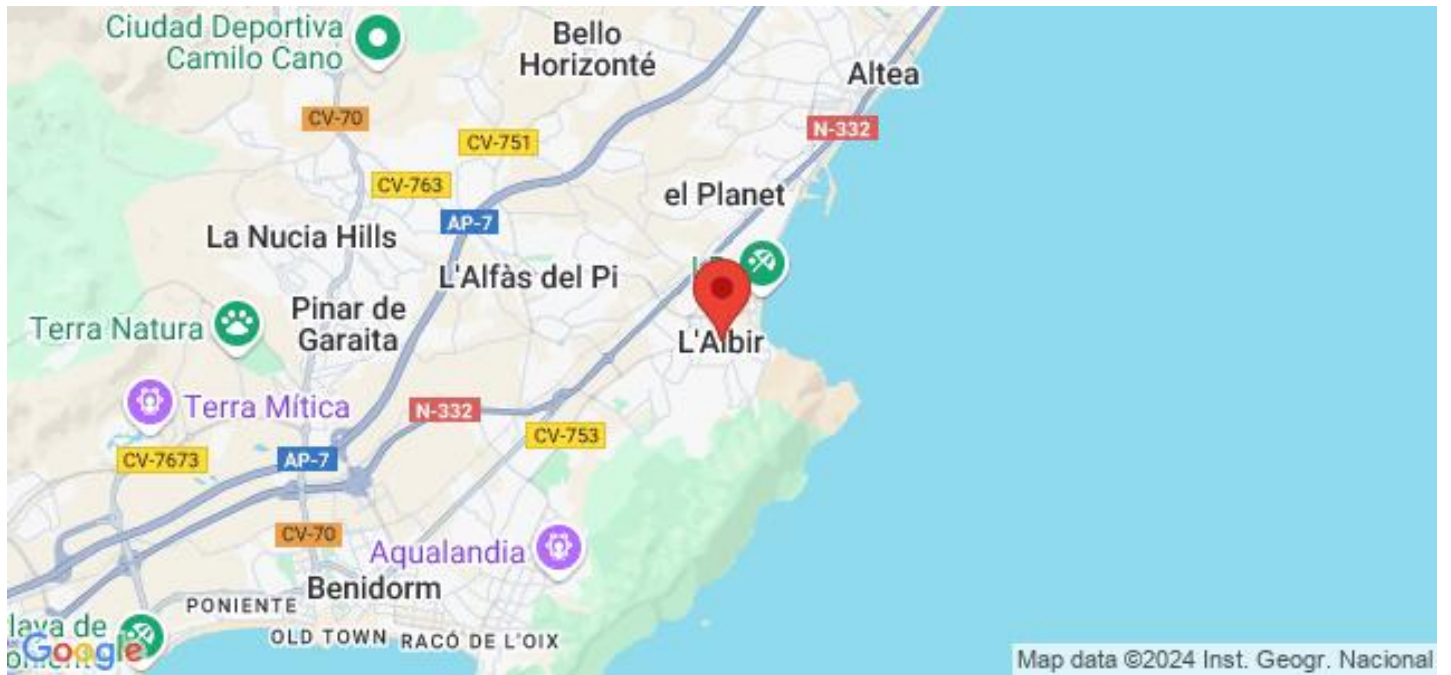 Ciudad Deportiva
Camilo Cano
Bello
Horizonté
Altea
CV-70
N-332
CV-751
CV-763
el Planet
AP-7
La Nucia Hills
L'Alfàs del Pi
Pinar de
Garaita
Terra Natura
L'Albir
Terra Mítica
N-332
CV-753
CV-7673
AP-7
CV-70
Aqualandia
Benidorm
PONIENTE
OLD TOWN
RACÓ DE L'OIX
laya de
Google
Map data ©2024 Inst. Geogr. Nacional